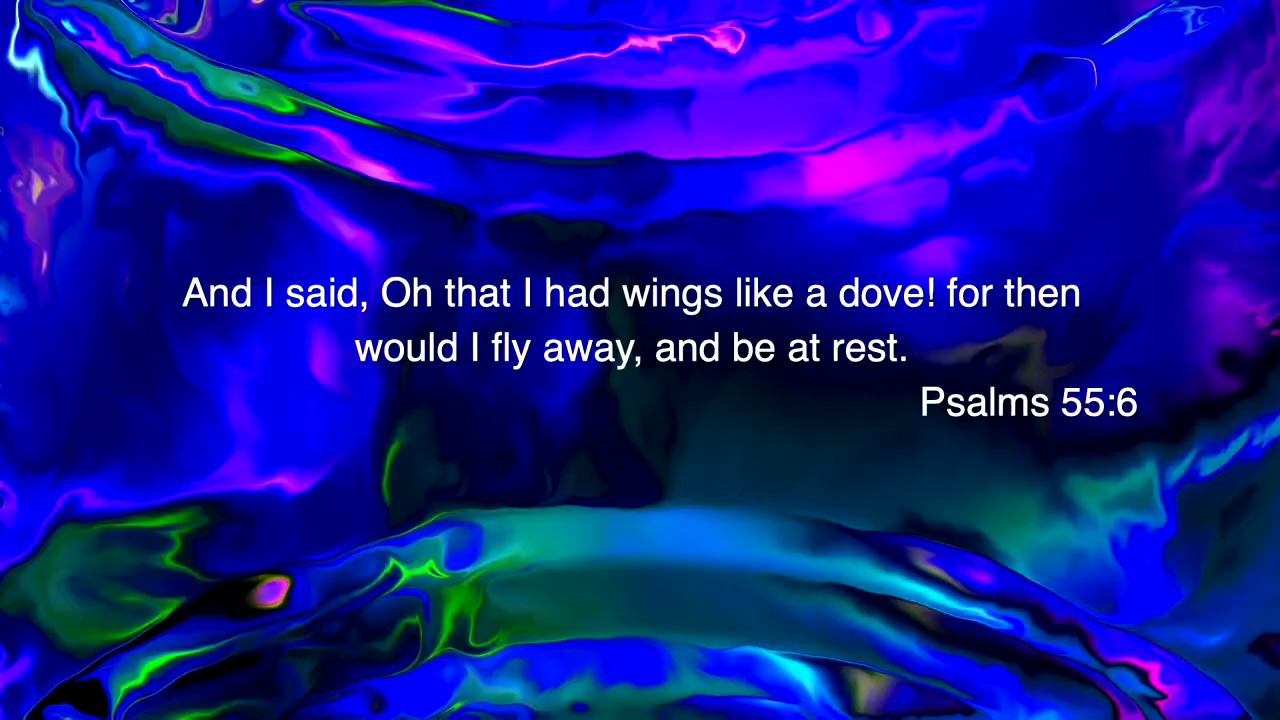 And I said, Oh that I had wings like a dove! for then
would I fly away, and be at rest.
Psalms 55:6